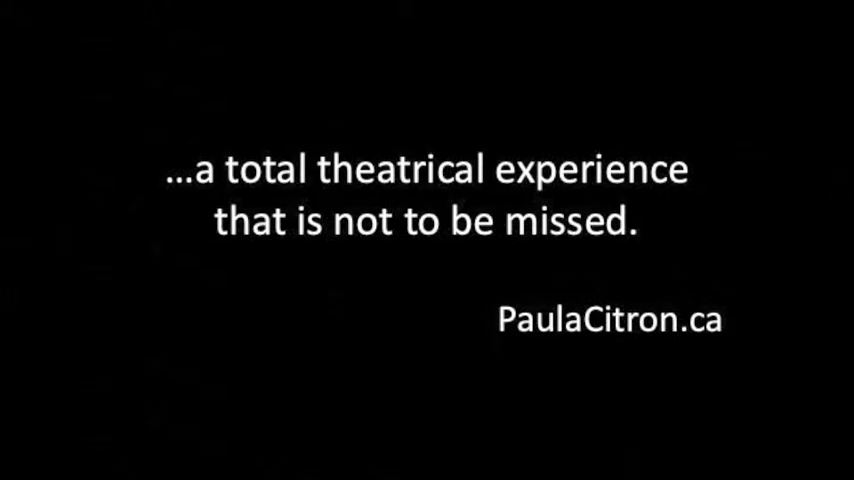 ...a total theatrical experience
that is not to be missed.
PaulaCitron.ca